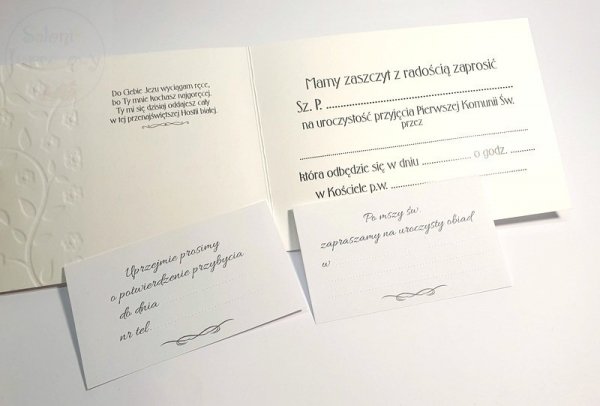 Do Ciebie Jezu wyciągam ręce,
bo Ty mnie kochasz najgoręcej.
Ty mi się dzisiaj oddajesz cały
w tej przenajświętszej Hostii białej.
Mamy zaszczyt z radością zaprosić
Sz. P. ........................................
na uroczystość przyjęcia Pierwszej Komunii Św.
przez
........................................
która odbędzie się w dniu .............. o godz. ........
w Kościele p.w. ........................................
Uprzejmie prosimy
o potwierdzenie przybycia
do dnia ....................
nr tel. ....................
Po mszy św
zapraszamy na uroczysty obiad
w ........................................